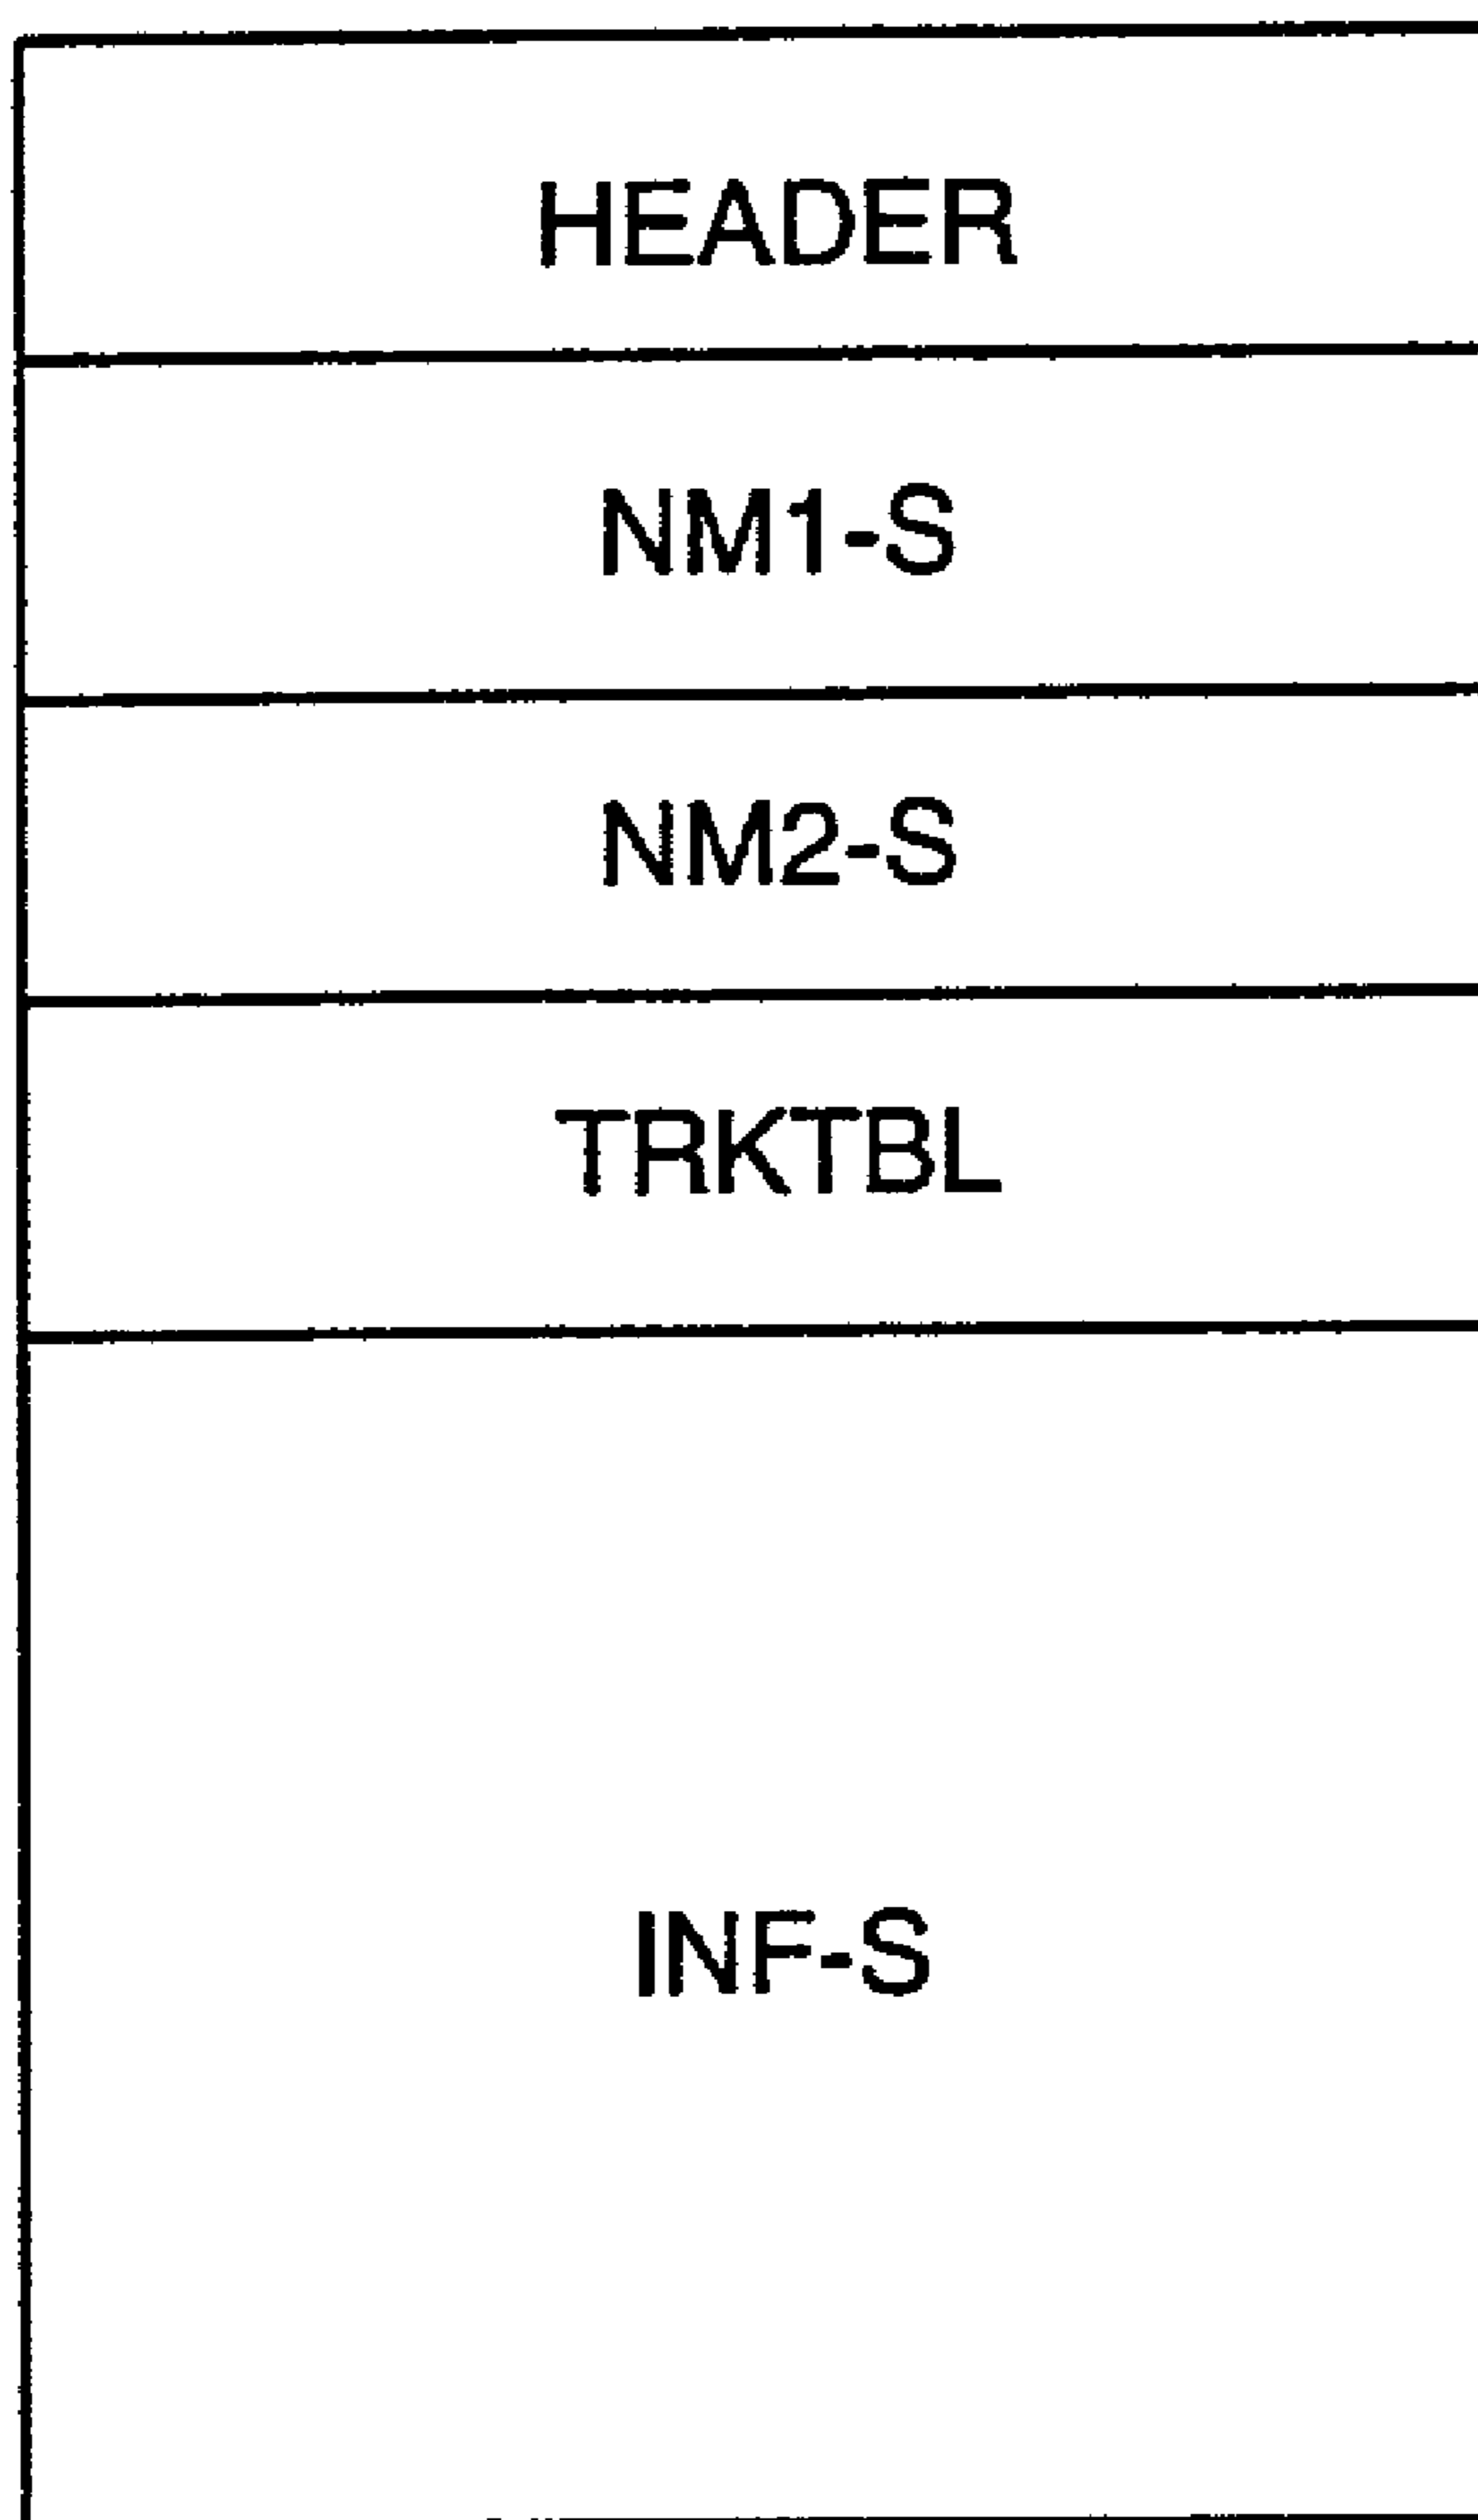 HEADER
NM1-S
NM2-S
TRKTBL
INF-S